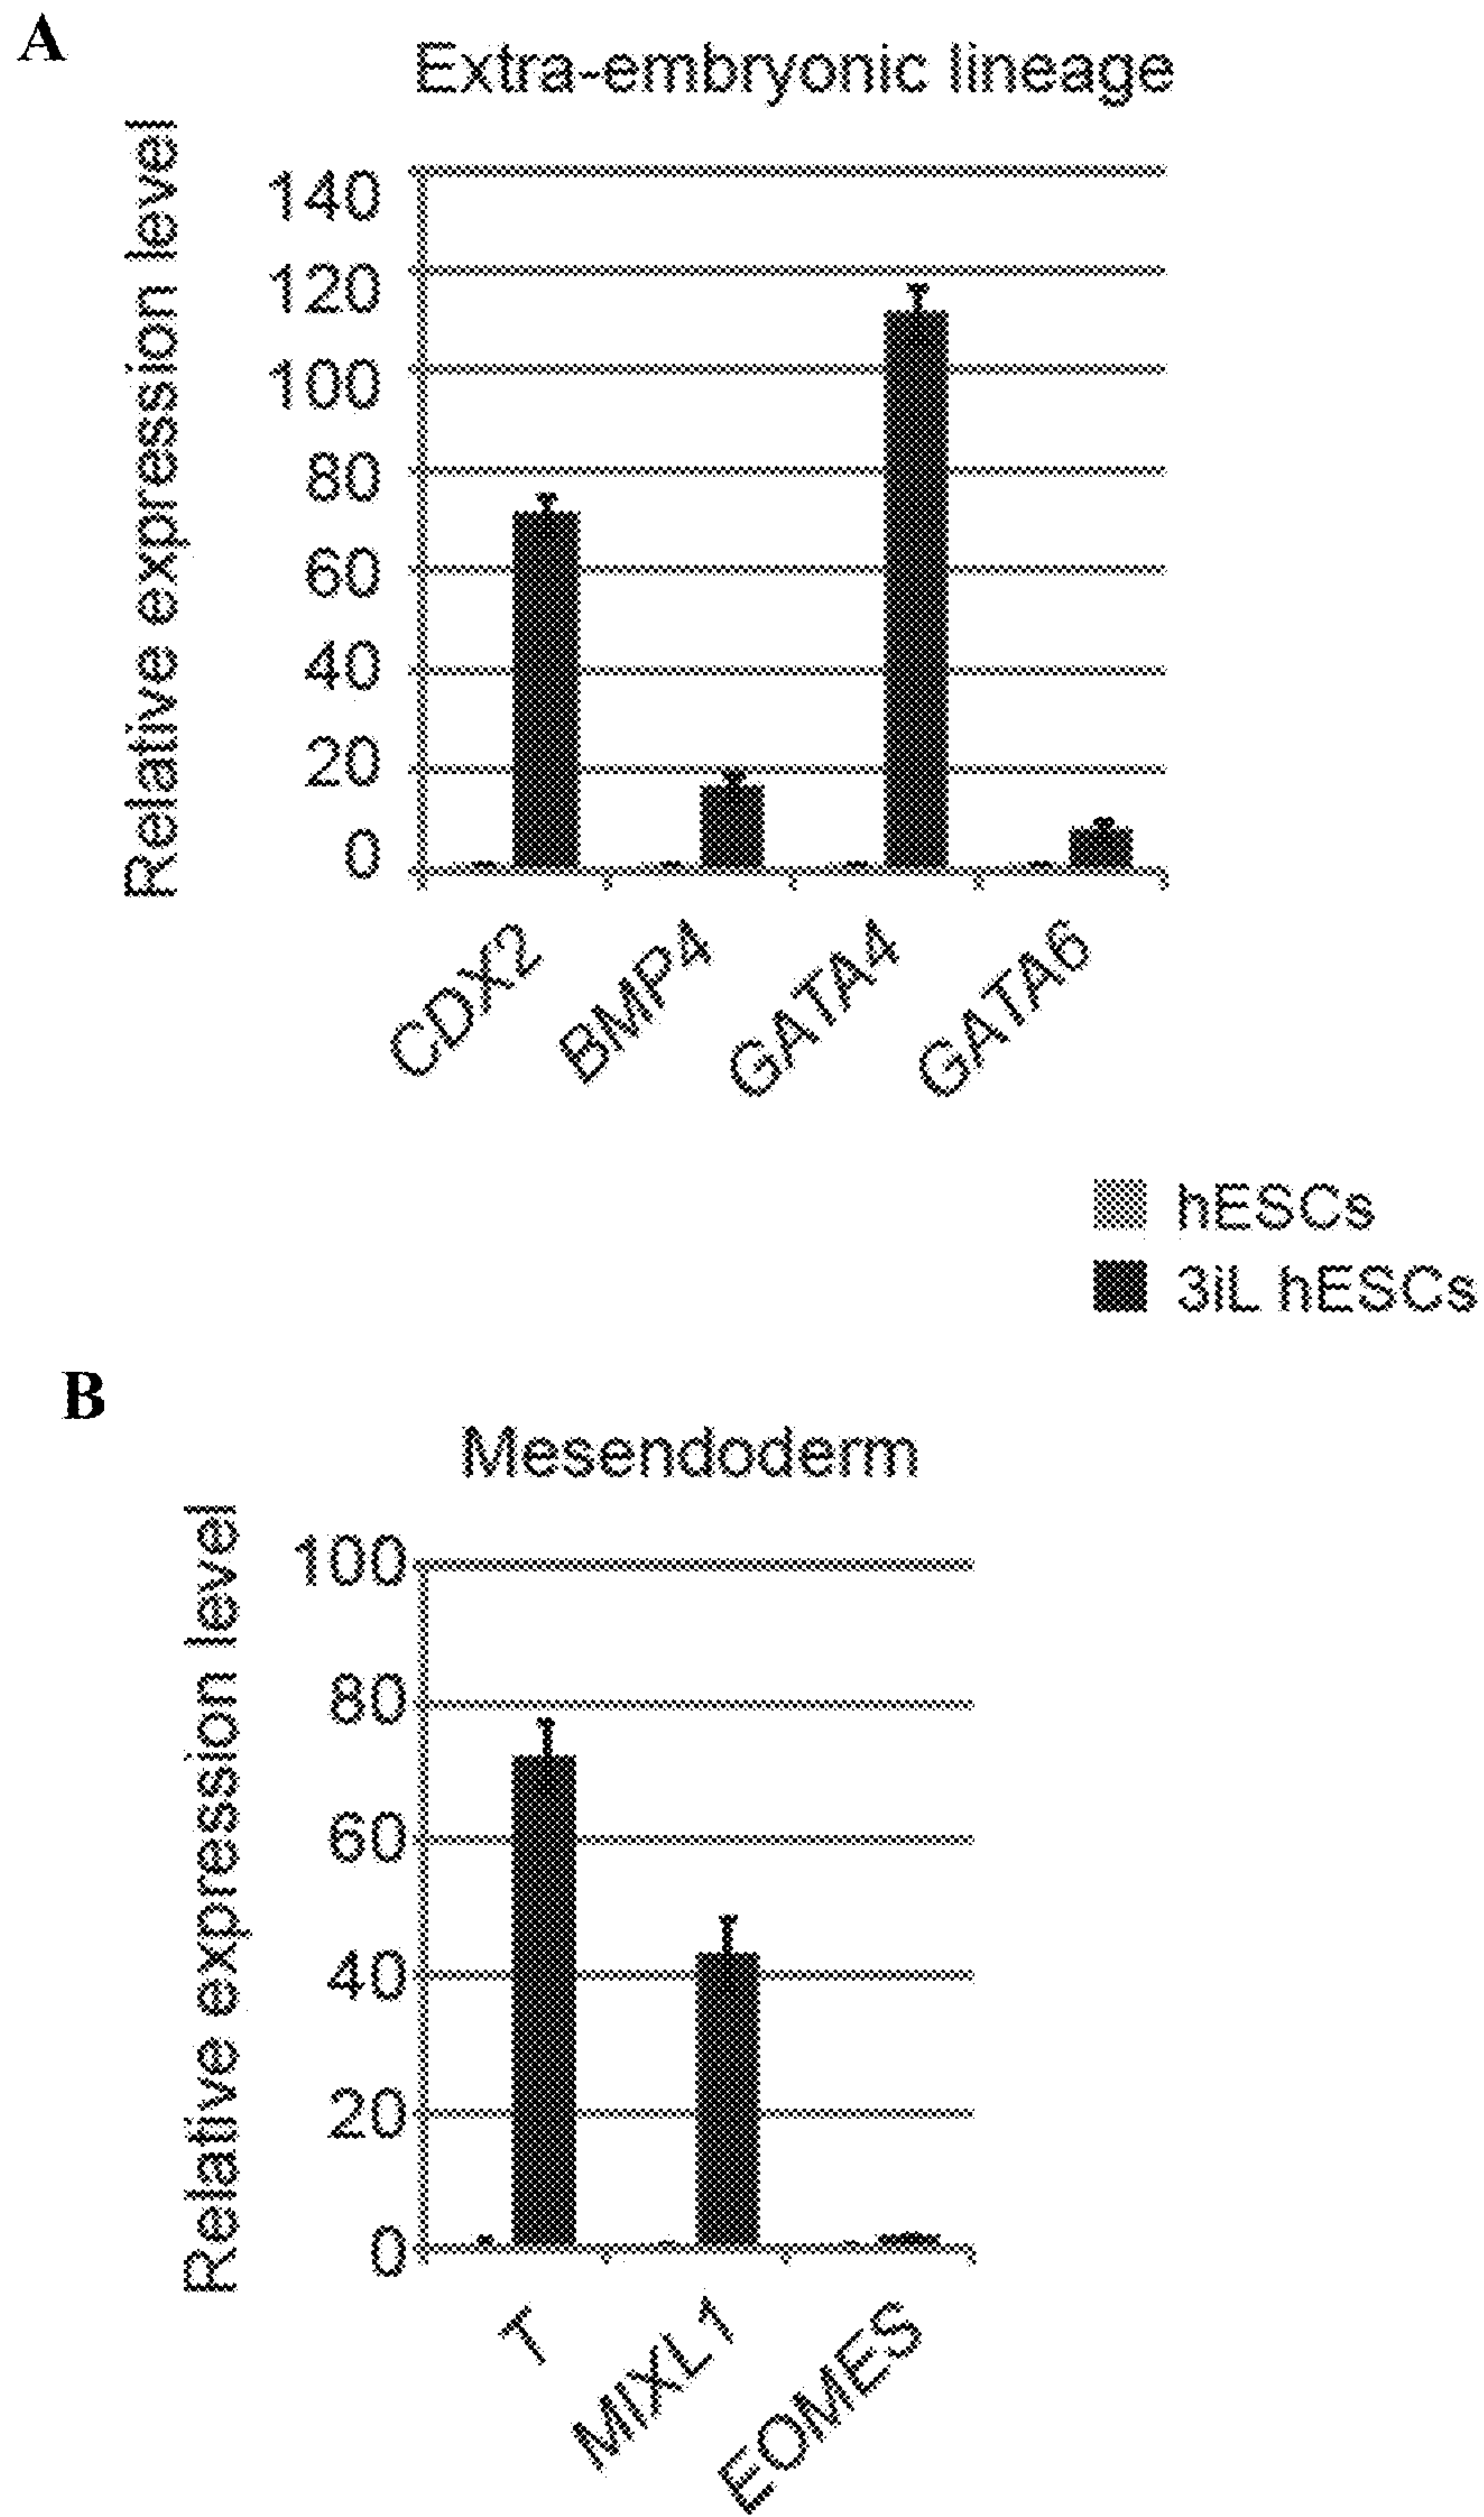 A
Extra-embryonic lineage
Relative expression level
140
120
100
80
60
40
20
0
CDX2
BMP4
GATA4
GATA6
hESCs
3iL hESCs
B
Mesendoderm
Relative expression level
100
80
60
40
20
0
T
MIXL1
EOMES